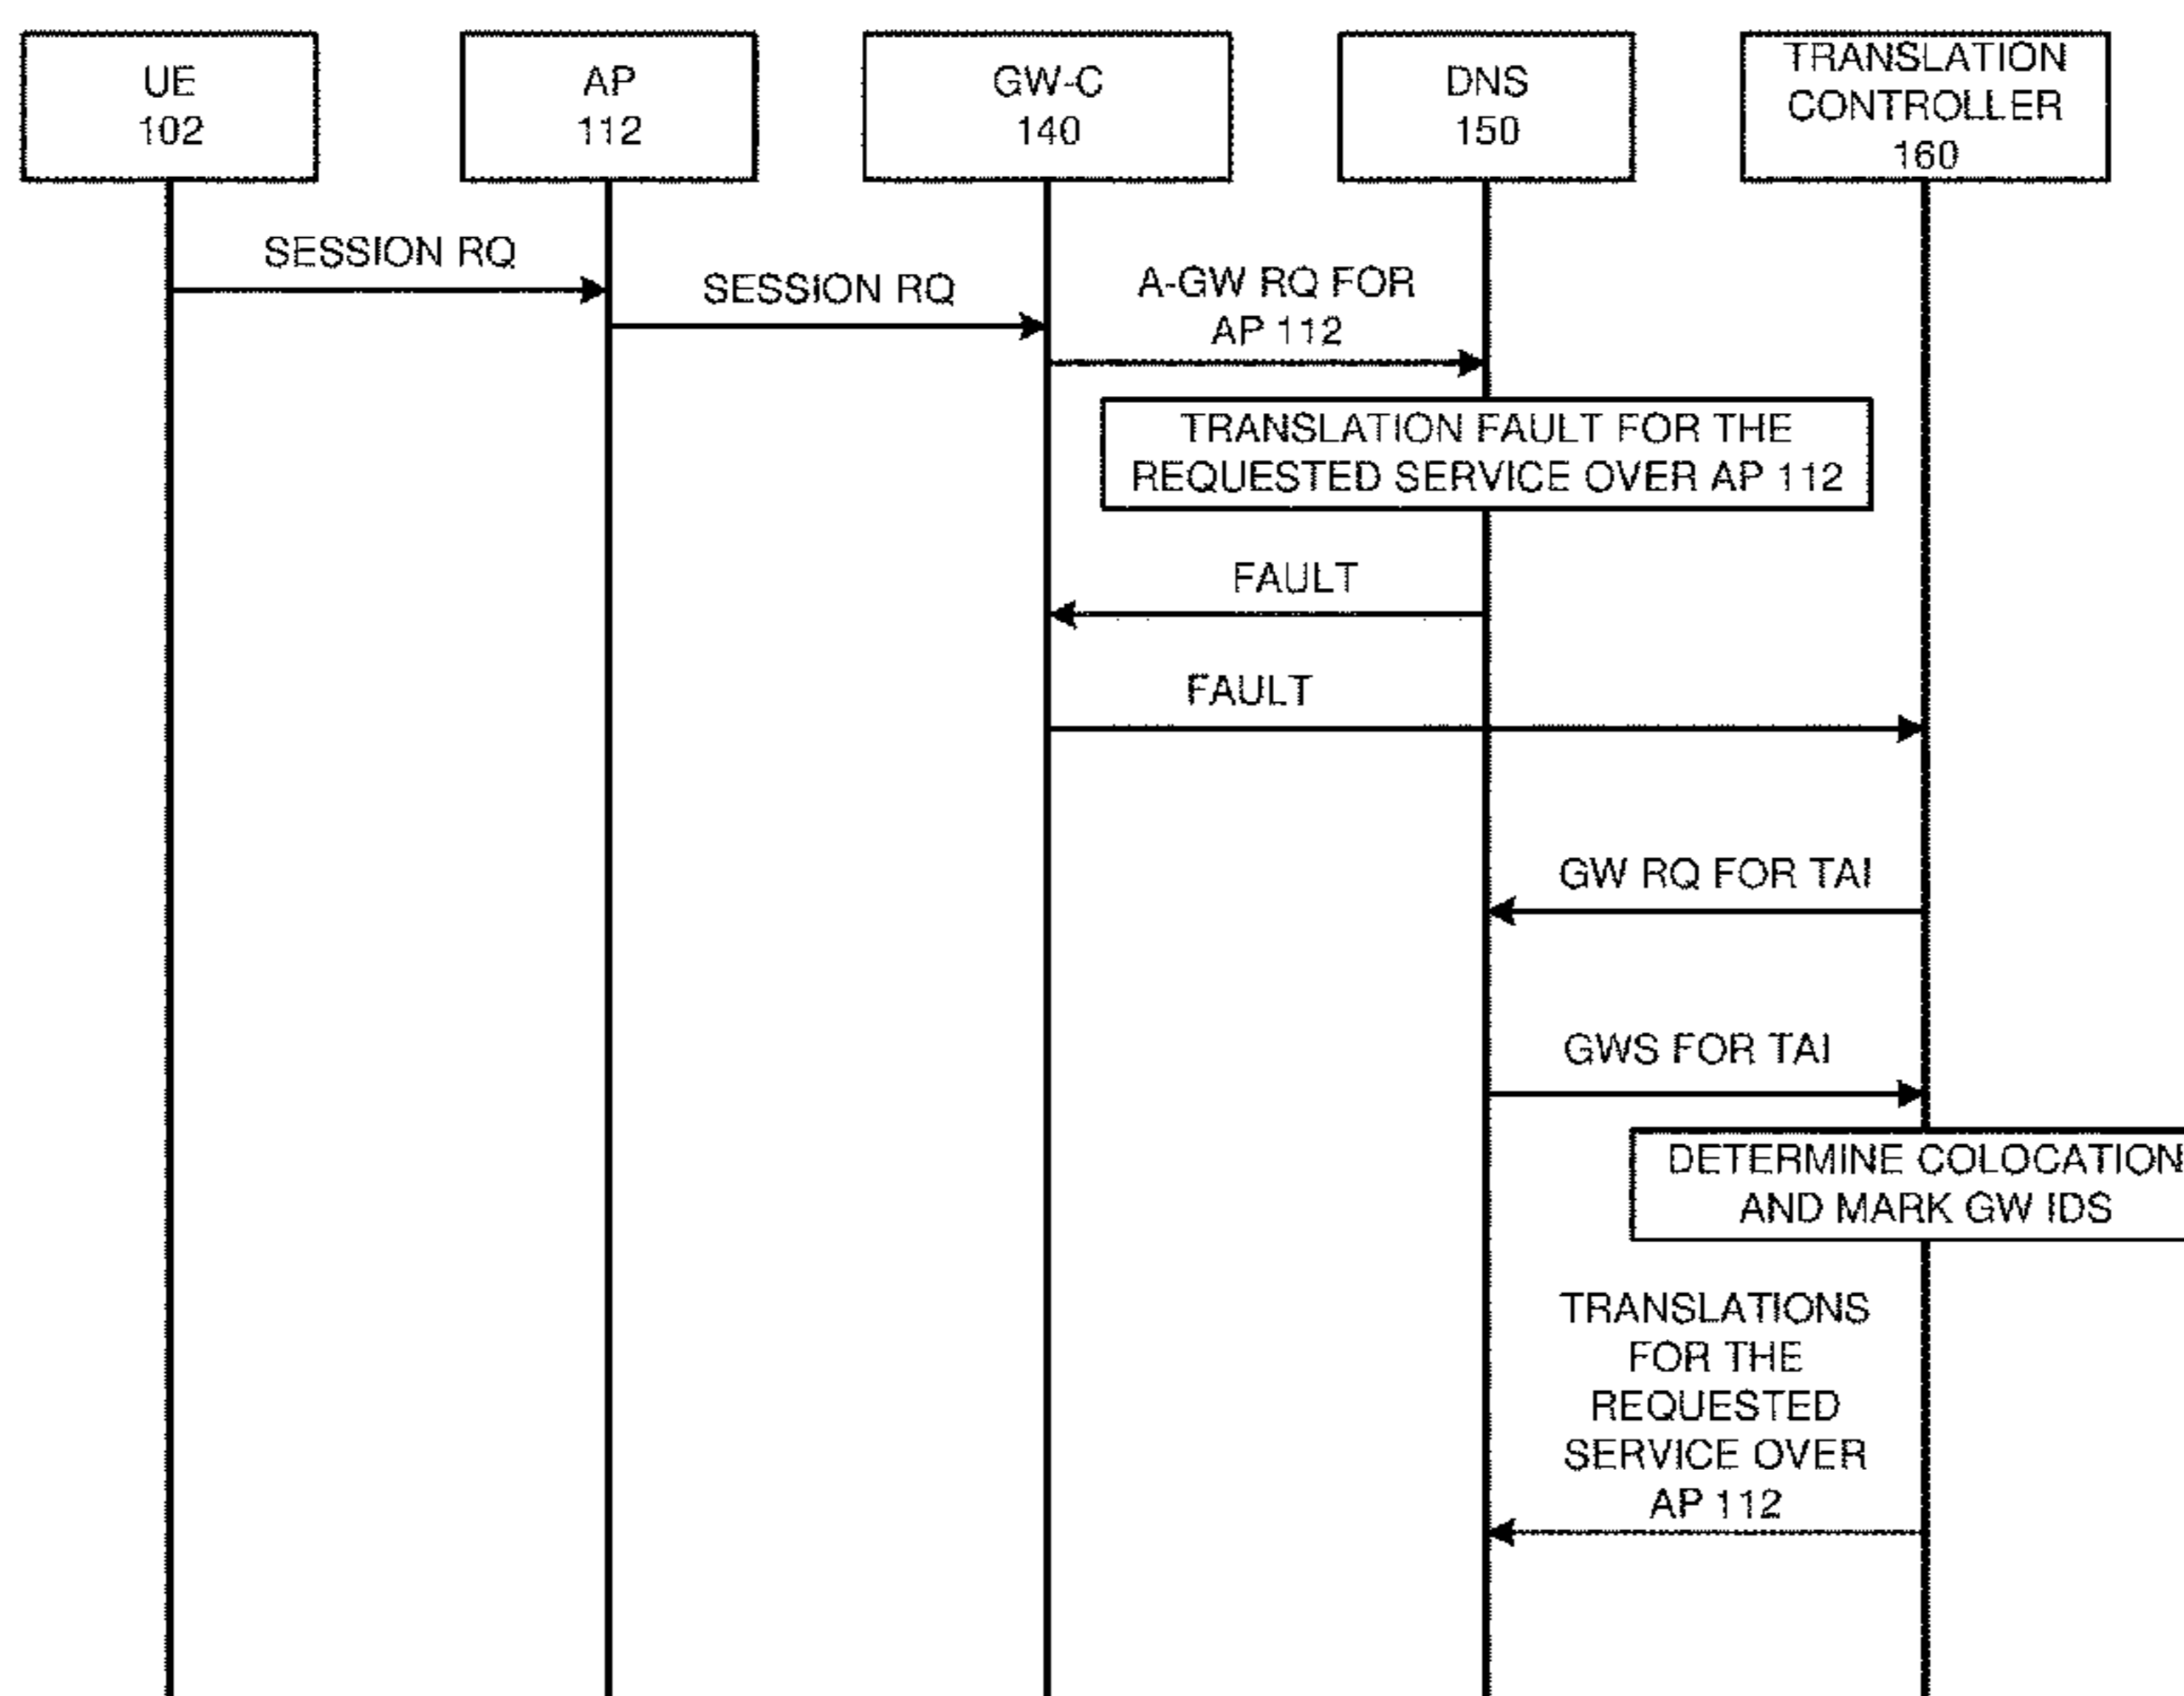 UE
102
AP
112
GW-C
140
DNS
150
TRANSLATION
CONTROLLER
160
SESSION RQ
SESSION RQ
A-GW RQ FOR
AP 112
TRANSLATION FAULT FOR THE
REQUESTED SERVICE OVER AP 112
FAULT
FAULT
GW RQ FOR TAI
GWS FOR TAI
DETERMINE COLOCATION
AND MARK GW IDS
TRANSLATIONS
FOR THE
REQUESTED
SERVICE OVER
AP 112